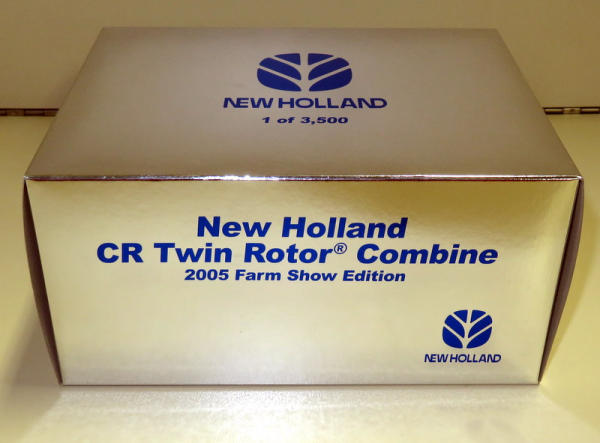 NEW HOLLAND
1 of 3,500
New Holland
CR Twin Rotor® Combine
2005 Farm Show Edition
NEW HOLLAND